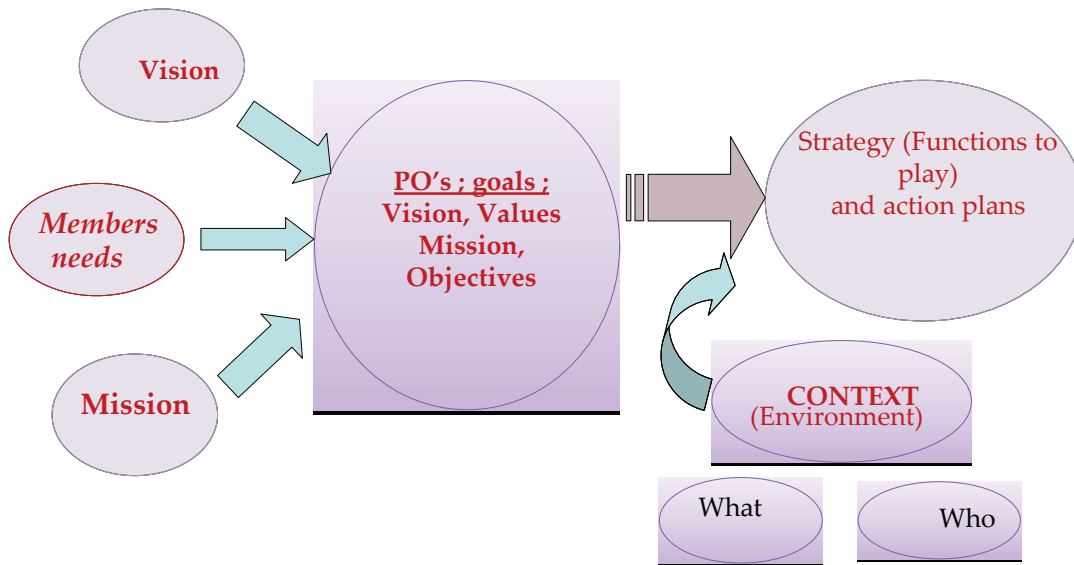 Vision
Members
needs
Mission
PO's ; goals ;
Vision, Values
Mission,
Objectives
Strategy (Functions to
play)
and action plans
CONTEXT
(Environment)
What
Who